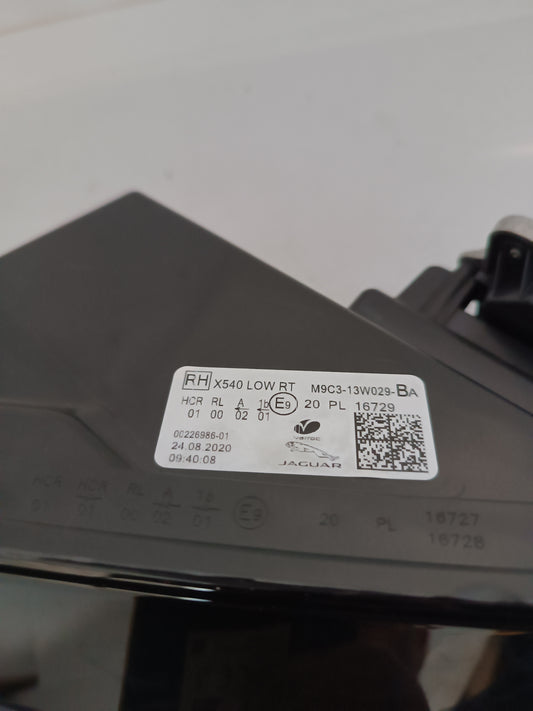 RH X540 LOW RT M9C3-13W029-BA
HCR RL A 1b E9 20 PL 16729
01 00 02 01
00226986-01
24.08.2020
09:40:08
varroc
JAGUAR
HCR HCR RL A 1b E9 20 PL 16727
01 01 00 02 01 16728